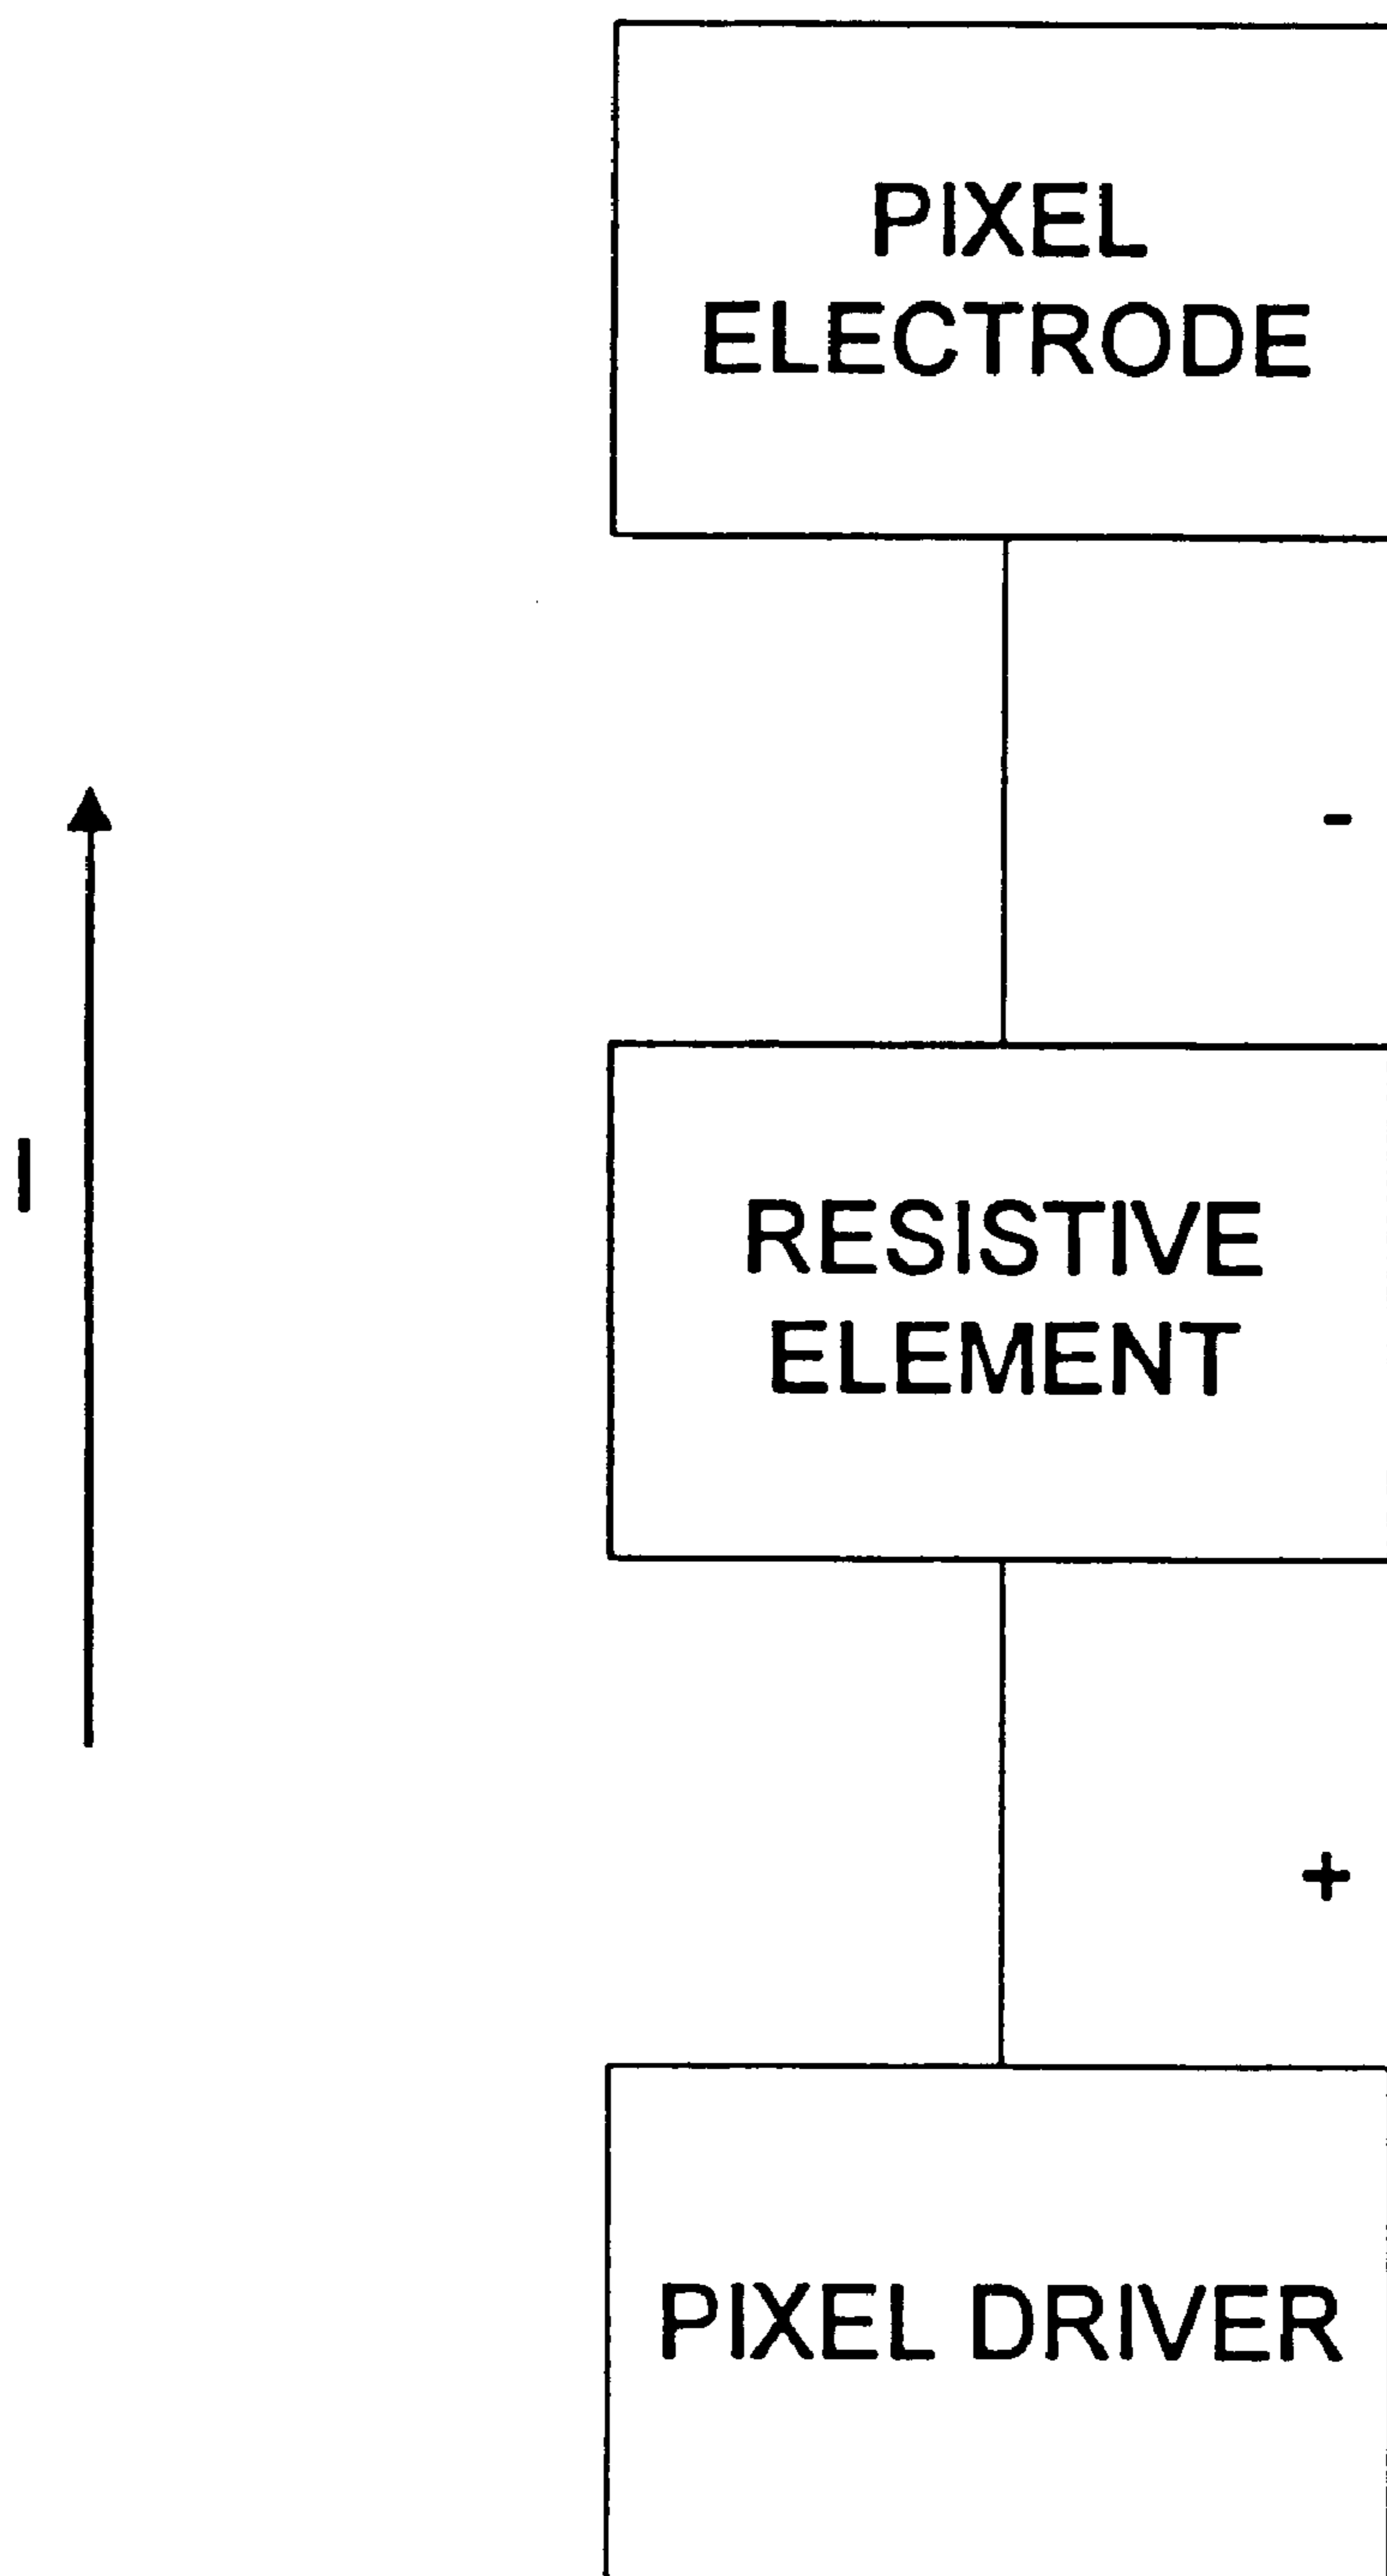 PIXEL
ELECTRODE
-
I
RESISTIVE
ELEMENT
+
PIXEL DRIVER